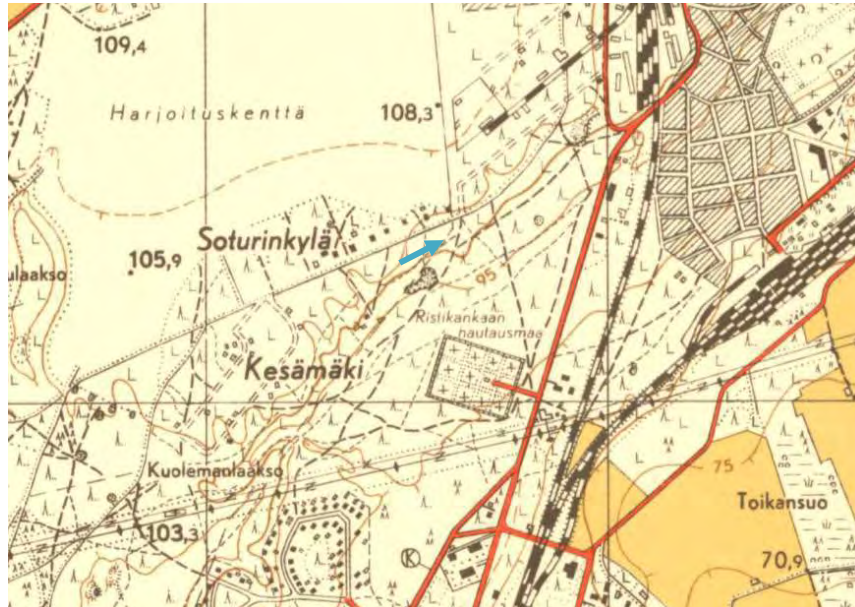 109,4
Harjoituskenttä
108,3
Soturinkylä
105,9
ulaakso
95
Ristikankaan
hautausmaa
Kesämäki
Kuolemanlaakso
75
Toikansuo
103,3
K
70,9